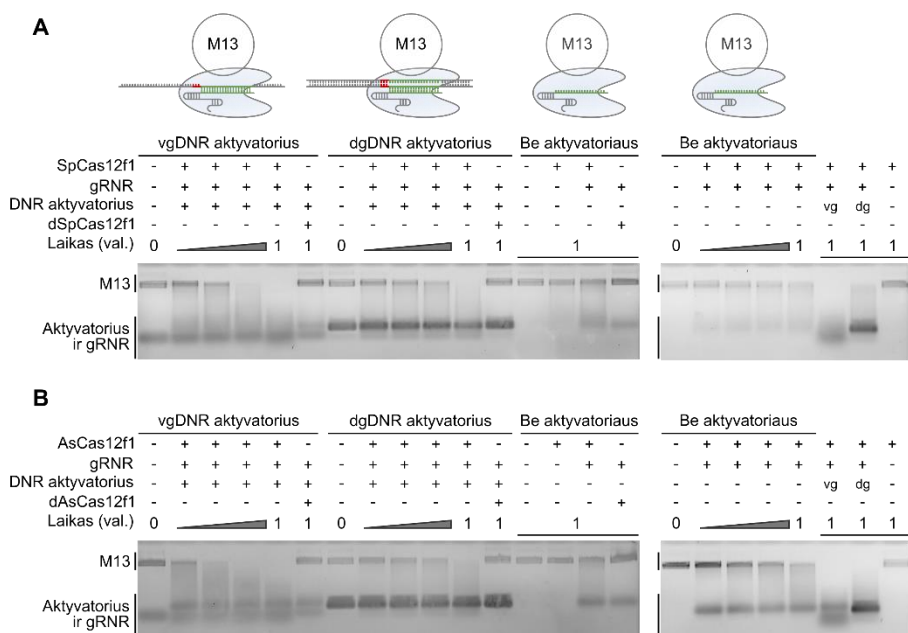 A
M13 M13 M13 M13
vgDNR aktyvatorius dgDNR aktyvatorius Be aktyvatorius Be aktyvatorius
SpCas12f1 - + + + + - - + + + + - - + + - - + + + + + + +
gRNR - + + + + + - + + + + + - - + + - + + + + + + -
DNR aktyvatorius - + + + + + - + + + + + - - - - - - - - - vg dg -
dSpCas12f1 - - - - - + - - - - - + - - - + - - - - - - - -
Laikas (val.) 0 1 1 0 1 1 1 0 1 1 1 1
M13
Aktyvatorius
ir gRNR
B
vgDNR aktyvatorius dgDNR aktyvatorius Be aktyvatoriaus Be aktyvatoriaus
AsCas12f1 - + + + + - - + + + + - - + + - - + + + + + + +
gRNR - + + + + + - + + + + + - - + + - + + + + + + -
DNR aktyvatorius - + + + + + - + + + + + - - - - - - - - - vg dg -
dAsCas12f1 - - - - - + - - - - - + - - - + - - - - - - - -
Laikas (val.) 0 1 1 0 1 1 1 0 1 1 1 1
M13
Aktyvatorius
ir gRNR